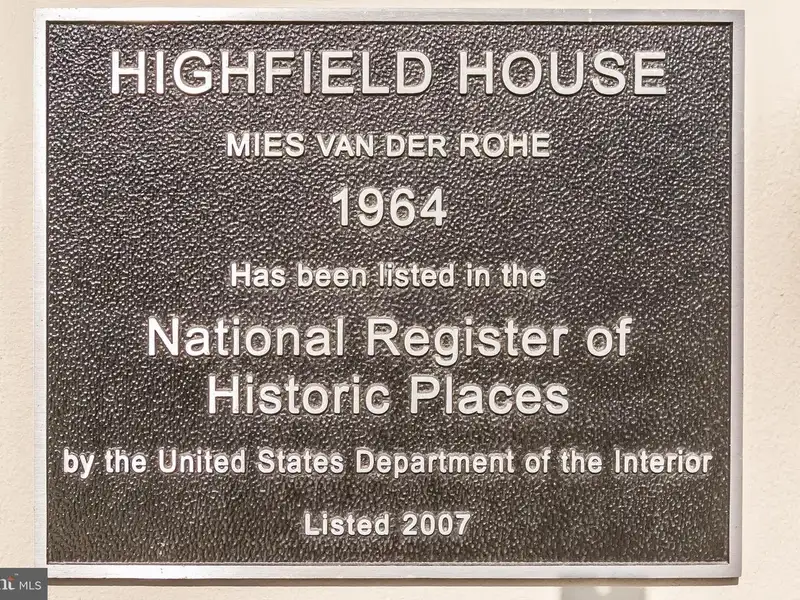 HIGHFIELD HOUSE
MIES VAN DER ROHE
1964
Has been listed in the
National Register of
Historic Places
by the United States Department of the Interior
Listed 2007
MLS